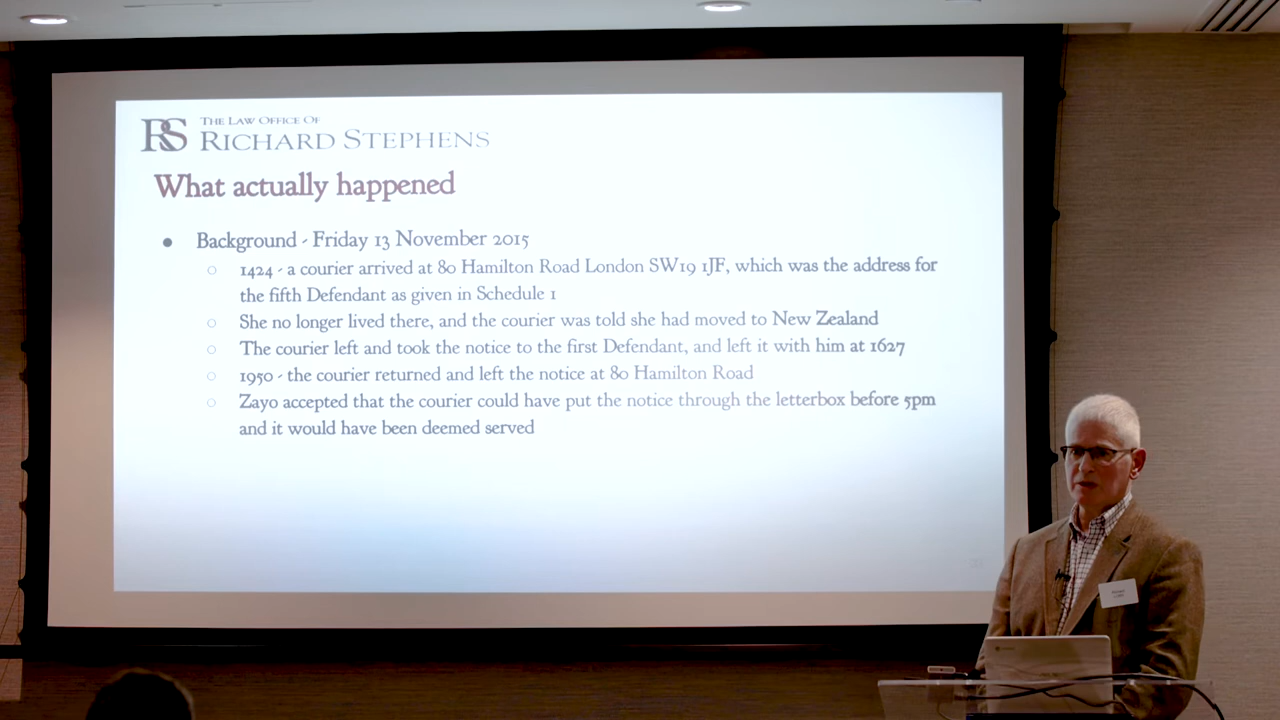 RS
THE LAW OFFICE OF
RICHARD STEPHENS
What actually happened
● Background - Friday 13 November 2015
○ 1424 - a courier arrived at 80 Hamilton Road London SW19 1JF, which was the address for
the fifth Defendant as given in Schedule 1
○ She no longer lived there, and the courier was told she had moved to New Zealand
○ The courier left and took the notice to the first Defendant, and left it with him at 1627
○ 1950 - the courier returned and left the notice at 80 Hamilton Road
○ Zayo accepted that the courier could have put the notice through the letterbox before 5pm
and it would have been deemed served